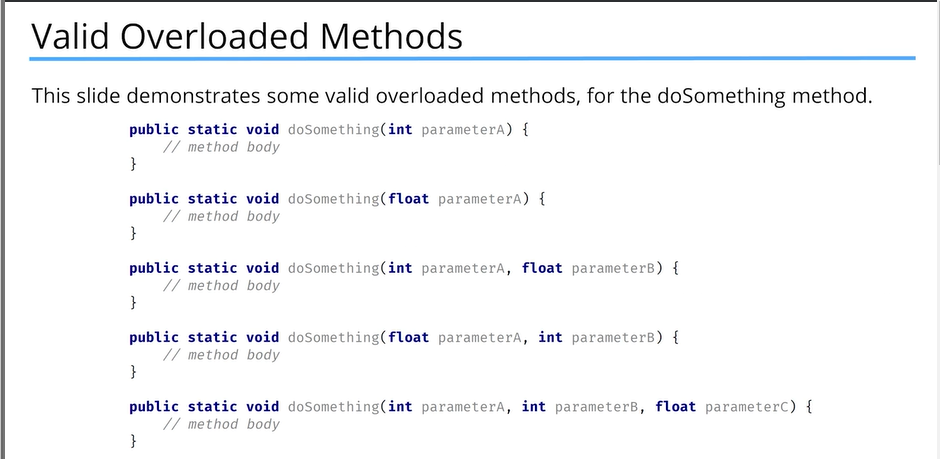 Valid Overloaded Methods
This slide demonstrates some valid overloaded methods, for the doSomething method.
public static void doSomething(int parameterA) {
    // method body
}
public static void doSomething(float parameterA) {
    // method body
}
public static void doSomething(int parameterA, float parameterB) {
    // method body
}
public static void doSomething(float parameterA, int parameterB) {
    // method body
}
public static void doSomething(int parameterA, int parameterB, float parameterC) {
    // method body
}